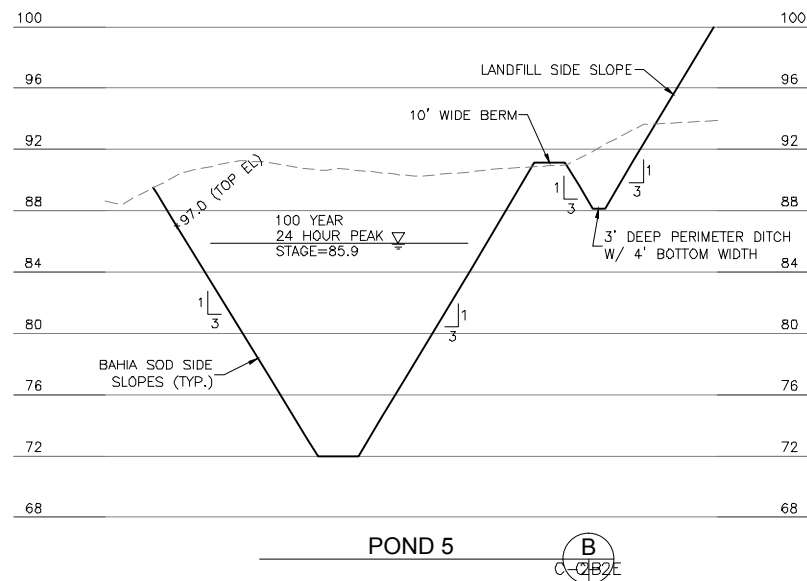 100 100
LANDFILL SIDE SLOPE
96 96
10' WIDE BERM
92 92
1
3
1
3
88 88
97.0 (TOP EL)
100 YEAR
24 HOUR PEAK
STAGE=85.9
3' DEEP PERIMETER DITCH
W/ 4' BOTTOM WIDTH
84 84
1
3
1
3
80 80
BAHIA SOD SIDE
SLOPES (TYP.)
76 76
72 72
68 68
POND 5
B